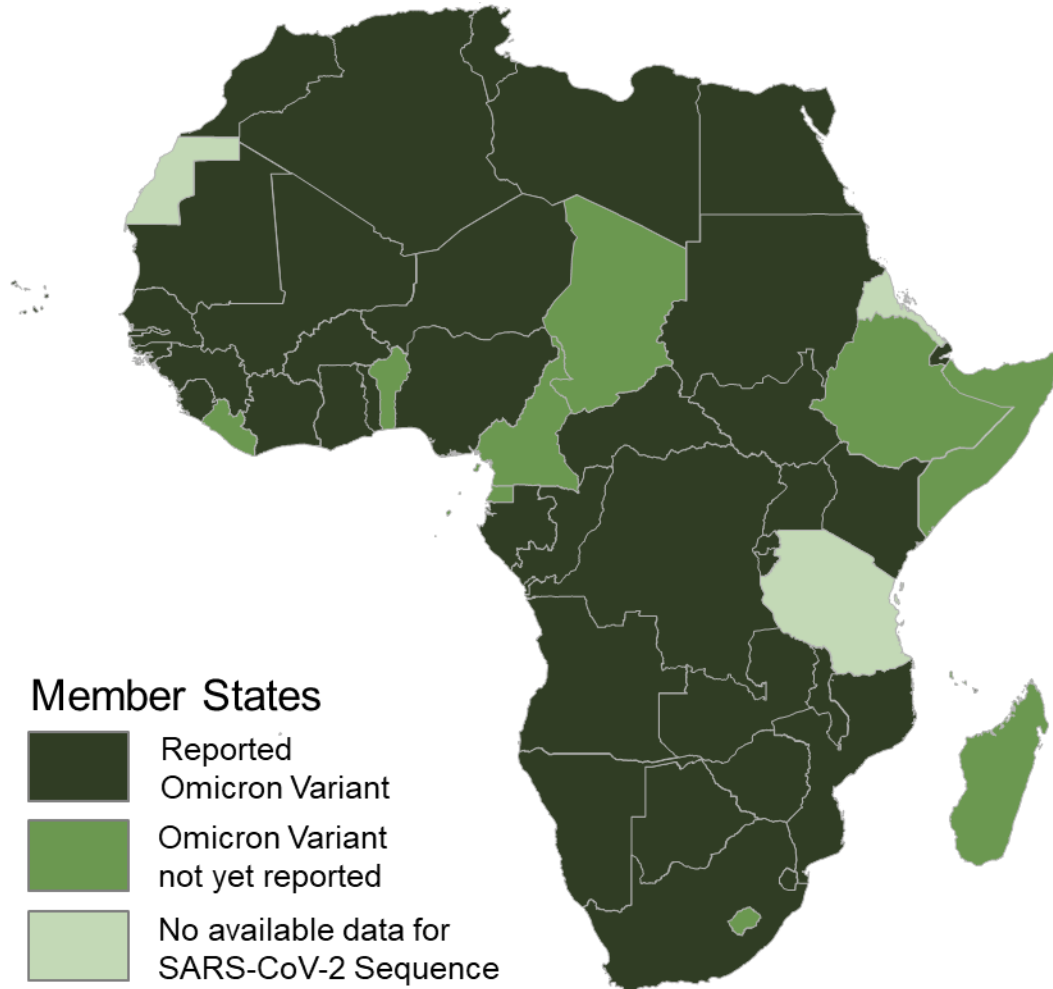 Member States
Reported
Omicron Variant
Omicron Variant
not yet reported
No available data for
SARS-CoV-2 Sequence